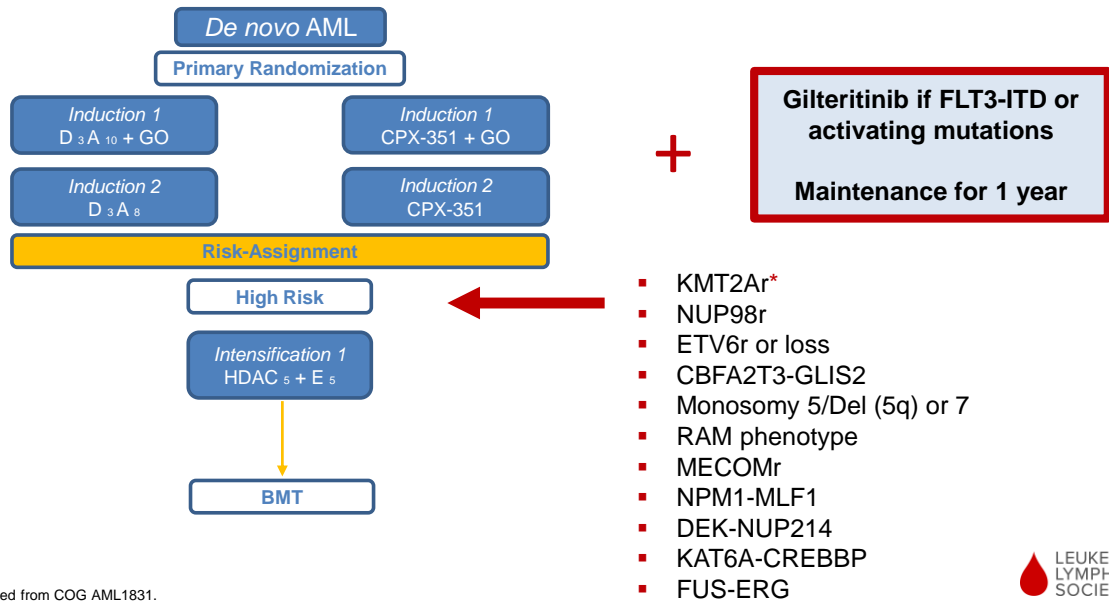 De novo AML
Primary Randomization
Induction 1
D 3 A 10 + GO
Induction 1
CPX-351 + GO
Induction 2
D 3 A 8
Induction 2
CPX-351
+
Gilteritinib if FLT3-ITD or
activating mutations
Maintenance for 1 year
Risk-Assignment
High Risk
Intensification 1
HDAC 5 + E 5
BMT
▪ KMT2Ar*
▪ NUP98r
▪ ETV6r or loss
▪ CBFA2T3-GLIS2
▪ Monosomy 5/Del (5q) or 7
▪ RAM phenotype
▪ MECOMr
▪ NPM1-MLF1
▪ DEK-NUP214
▪ KAT6A-CREBBP
▪ FUS-ERG
ed from COG AML1831.
LEUKE
LYMPH
SOCIE